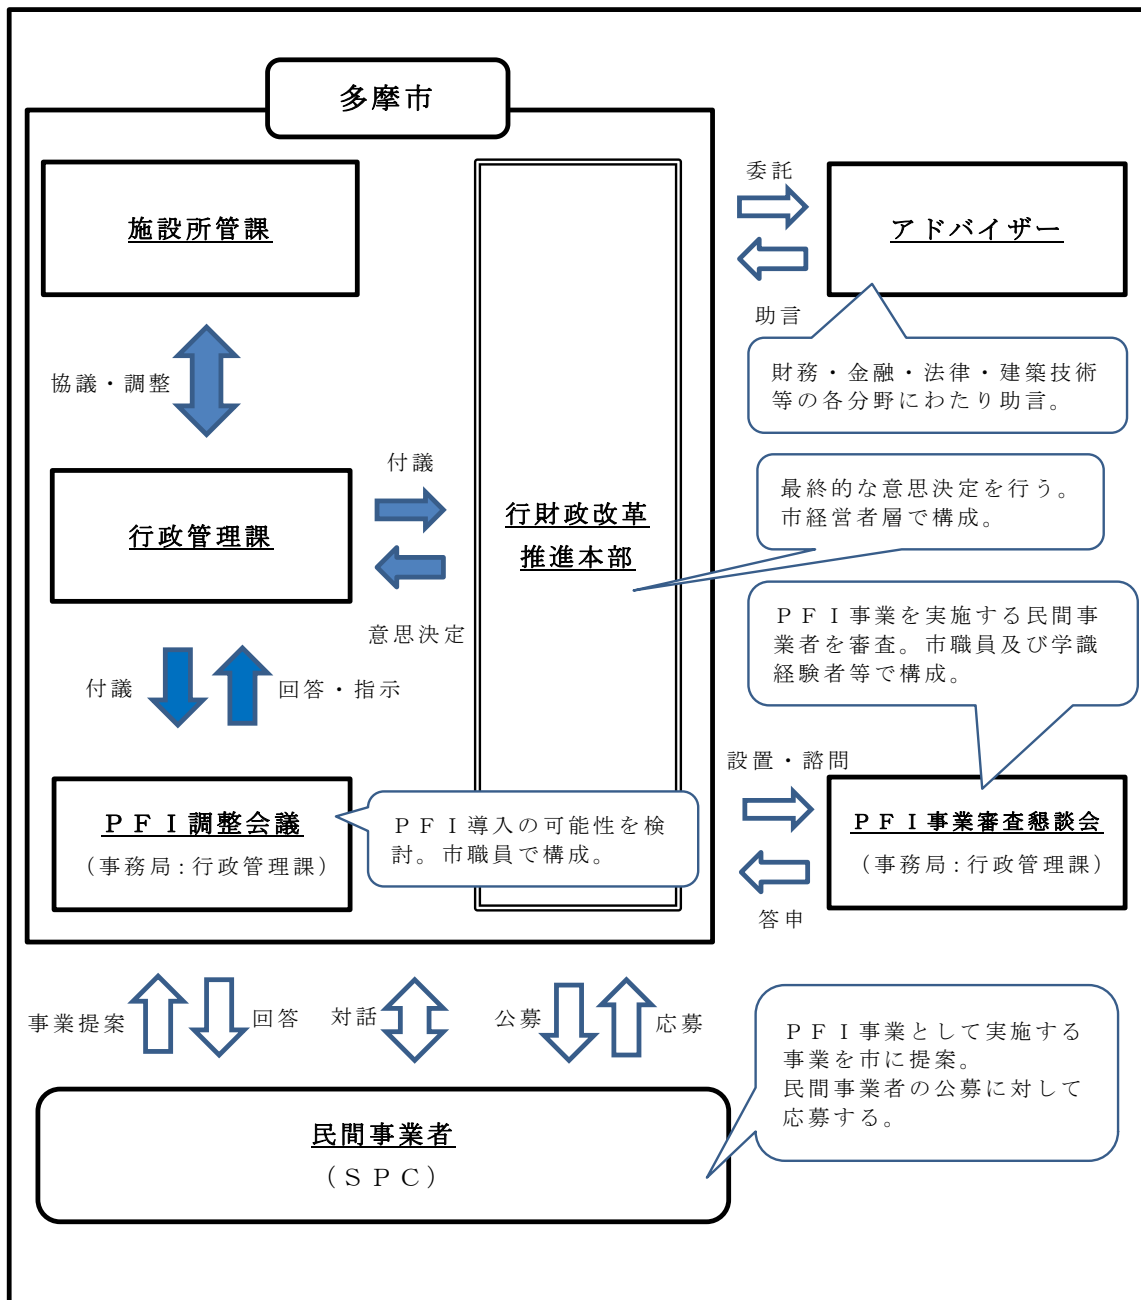 多摩市
施設所管課
委託
アドバイザー
助言
財務・金融・法律・建築技術
等の各分野にわたり助言。
協議・調整
行政管理課
付議
意思決定
行財政改革
推進本部
最終的な意思決定を行う。
市経営者層で構成。
PFI事業を実施する民間事
業者を審査。市職員及び学識
経験者等で構成。
付議
回答・指示
設置・諮問
PFI調整会議
(事務局:行政管理課)
PFI導入の可能性を検
討。市職員で構成。
PFI事業審査懇談会
(事務局:行政管理課)
答申
事業提案
回答
対話
公募
応募
PFI事業として実施する
事業を市に提案。
民間事業者の公募に対して
応募する。
民間事業者
(SPC)